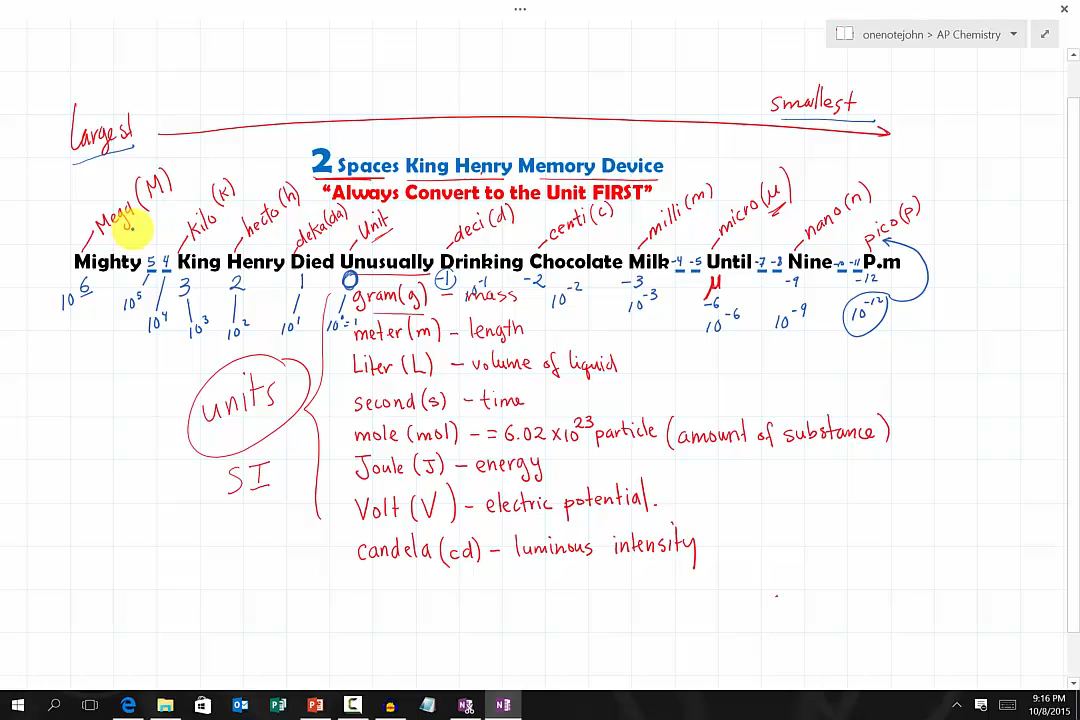 onenotejohn > AP Chemistry
Largest
smallest
2 Spaces King Henry Memory Device
"Always Convert to the Unit FIRST"
Mega (M) kilo (k) hecto (h) deka (da) Unit deci (d) centi (c) milli (m) micro (μ) nano (n) pico (p)
Mighty 5 4 King Henry Died Unusually Drinking Chocolate Milk -4 -5 Until -7 -8 Nine -10 -11 P.m
10^6 10^5 10^4 3 10^3 2 10^2 1 10^1 0 10^0=1 -1 10^-1 -2 10^-2 -3 10^-3 μ -6 10^-6 -9 10^-9 -12 10^-12
gram (g) – mass
meter (m) – length
Liter (L) – volume of liquid
units
second (s) – time
mole (mol) – = 6.02 x 10^23 particle (amount of substance)
SI
Joule (J) – energy
Volt (V) – electric potential.
candela (cd) – luminous intensity
9:16 PM
10/8/2015